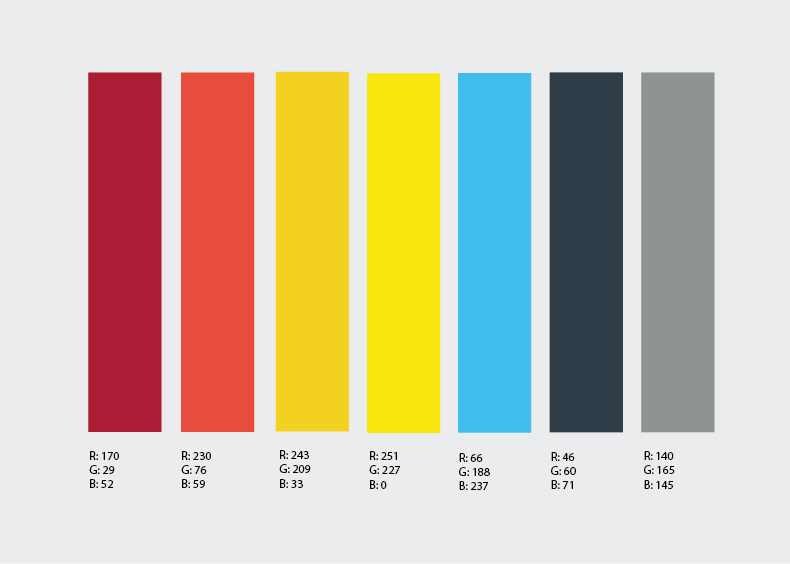 R: 170
G: 29
B: 52
R: 230
G: 76
B: 59
R: 243
G: 209
B: 33
R: 251
G: 227
B: 0
R: 66
G: 188
B: 237
R: 46
G: 60
B: 71
R: 140
G: 165
B: 145